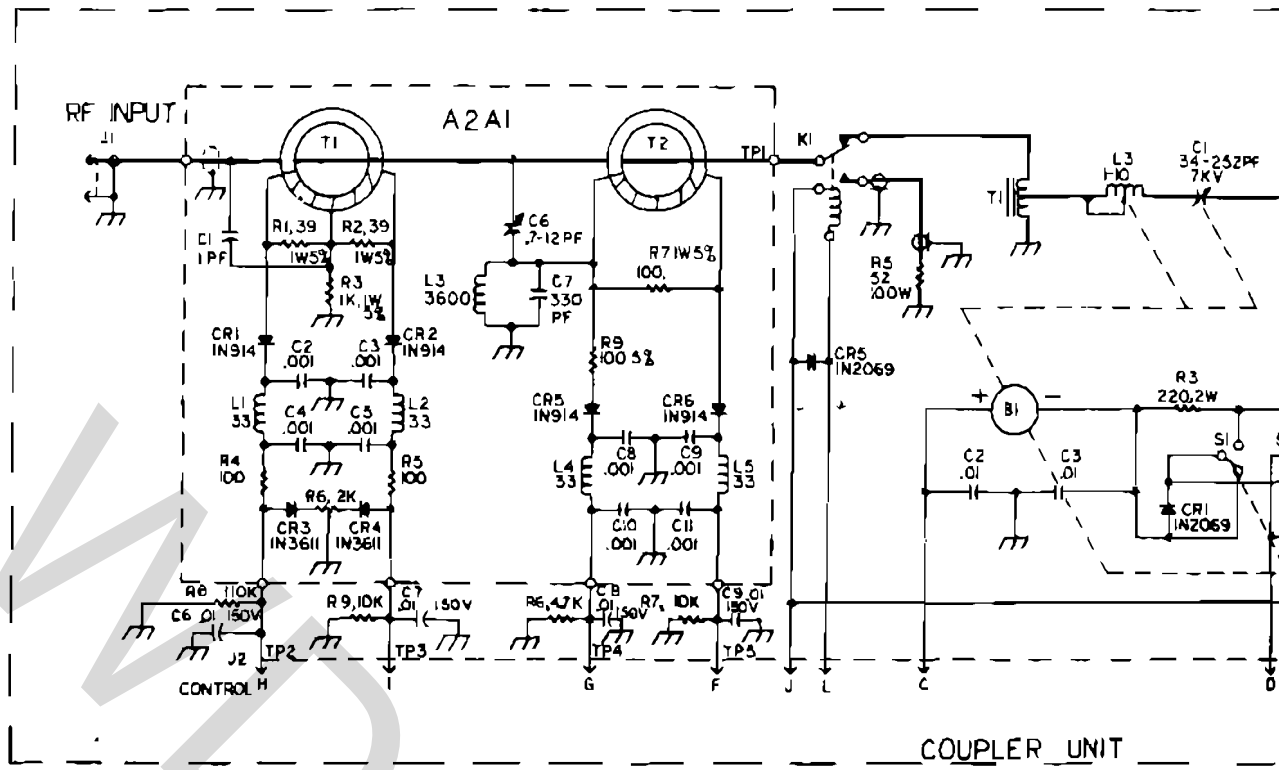 RF INPUT
J1
A2A1
T1
T2
TP1
K1
L3
1-10
C1
34-252PF
7KV
T1
C1
1PF
R1,39
1W5%
R2,39
1W5%
R3
1K,1W
5%
C6
.7-12PF
L3
3600
C7
330
PF
R7 1W5%
100,
R5
52
100W
CR1
1N914
C2
.001
C3
.001
CR2
1N914
R9
100 5%
CR5
1N2069
L1
33
C4
.001
C5
.001
L2
33
CR5
1N914
CR6
1N914
+
B1
-
R3
220,2W
S1
S
R4
100
R5
100
C8
.001
C9
.001
L4
33
L5
33
C2
.01
C3
.01
R6,2K
CR3
1N3611
CR4
1N3611
C10
.001
C11
.001
CR1
1N2069
R8 10K
C6 .01 150V
R9,10K
C7
.01
150V
R6,4.7K
C8
.01
150V
R7, 10K
C9,.01
150V
J2
TP2
TP3
TP4
TP5
CONTROL
H
I
G
F
J
L
C
D
COUPLER UNIT